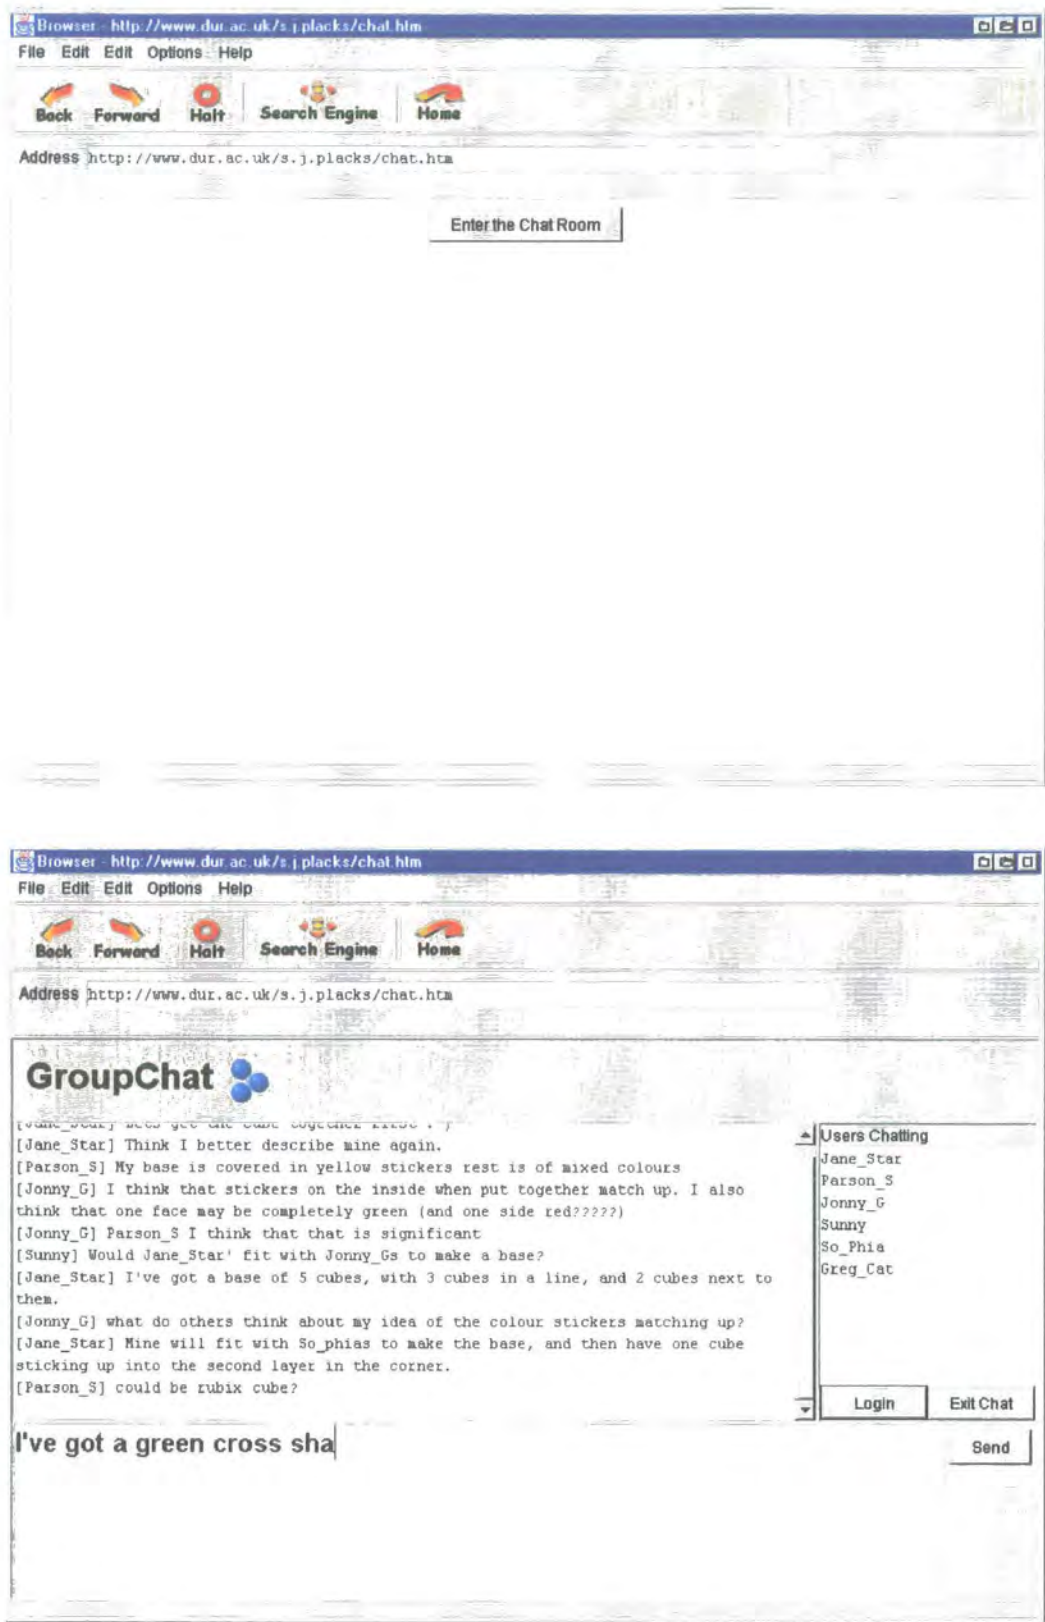 Browser - http://www.dur.ac.uk/s.j.placks/chat.htm
File Edit Edit Options Help
Back Forward Halt Search Engine Home
Address http://www.dur.ac.uk/s.j.placks/chat.htm
Enter the Chat Room
Browser - http://www.dur.ac.uk/s.j.placks/chat.htm
File Edit Edit Options Help
Back Forward Halt Search Engine Home
Address http://www.dur.ac.uk/s.j.placks/chat.htm
GroupChat
[Jane_Star] Lets get the cube together first : )
[Jane_Star] Think I better describe mine again.
[Parson_S] My base is covered in yellow stickers rest is of mixed colours
[Jonny_G] I think that stickers on the inside when put together match up. I also
think that one face may be completely green (and one side red?????)
[Jonny_G] Parson_S I think that that is significant
[Sunny] Would Jane_Star' fit with Jonny_Gs to make a base?
[Jane_Star] I've got a base of 5 cubes, with 3 cubes in a line, and 2 cubes next to
them.
[Jonny_G] what do others think about my idea of the colour stickers matching up?
[Jane_Star] Mine will fit with So_phias to make the base, and then have one cube
sticking up into the second layer in the corner.
[Parson_S] could be rubix cube?
Users Chatting
Jane_Star
Parson_S
Jonny_G
Sunny
So_Phia
Greg_Cat
Login Exit Chat
I've got a green cross sha
Send